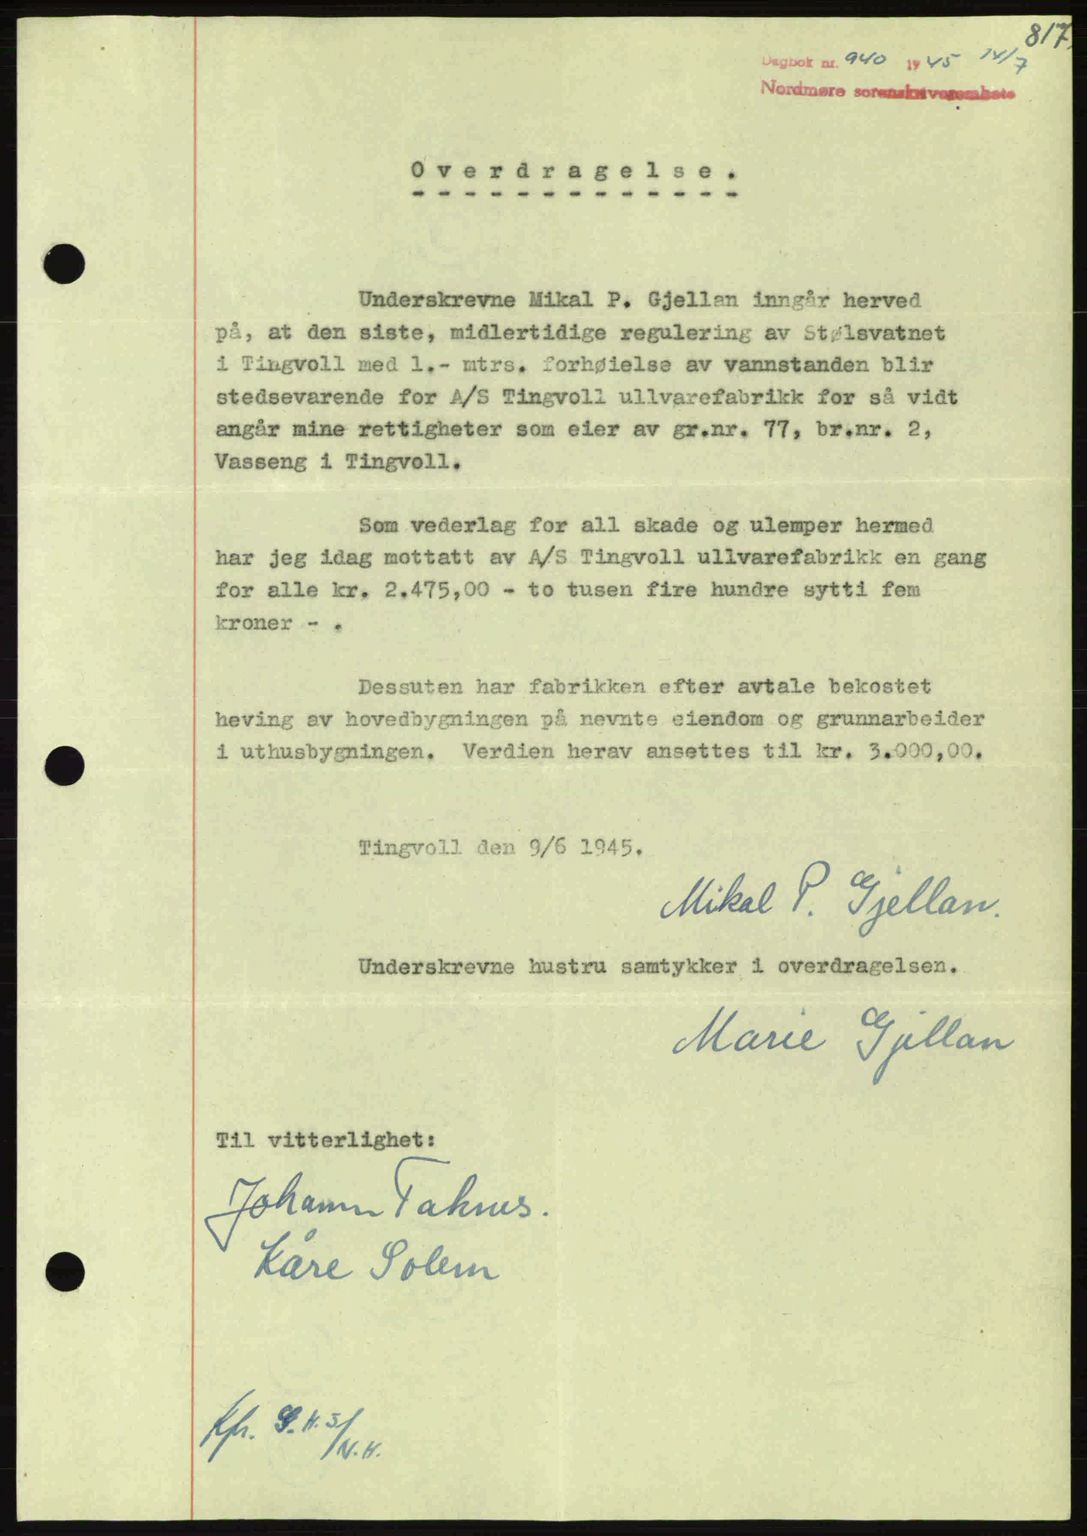 817.
Dagbok nr. 940 1945 14/7
Nordmøre sorenskriverembete
Overdragelse.
Underskrevne Mikal P. Gjellan inngår herved
på, at den siste, midlertidige regulering av Stølsvatnet
i Tingvoll med 1.- mtrs. forhøielse av vannstanden blir
stedsevarende for A/S Tingvoll ullvarefabrikk for så vidt
angår mine rettigheter som eier av gr.nr. 77, br.nr. 2,
Vasseng i Tingvoll.
Som vederlag for all skade og ulemper hermed
har jeg idag mottatt av A/S Tingvoll ullvarefabrikk en gang
for alle kr. 2.475,00 - to tusen fire hundre sytti fem
kroner - .
Dessuten har fabrikken efter avtale bekostet
heving av hovedbygningen på nevnte eiendom og grunnarbeider
i uthusbygningen. Verdien herav ansettes til kr. 3.000,00.
Tingvoll den 9/6 1945.
Mikal P. Gjellan.
Underskrevne hustru samtykker i overdragelsen.
Marie Gjellan
Til vitterlighet:
Johann
Kåre Solem
N.H.